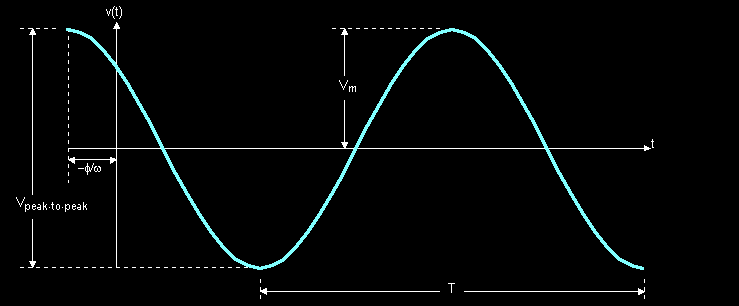 v(t)
Vm
t
-ϕ/ω
Vpeak-to-peak
T